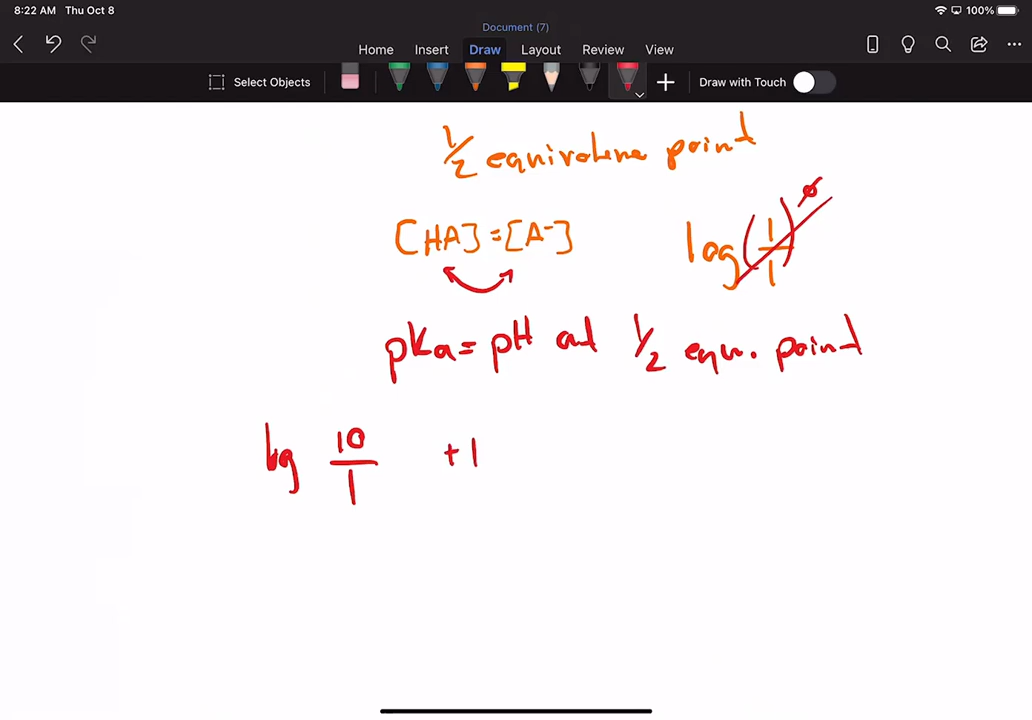 8:22 AM Thu Oct 8
100%
Document (7)
Home Insert Draw Layout Review View
Select Objects
Draw with Touch
1/2 equivalene point
[HA] = [A-]
log(1/1) 0
pKa = pH at 1/2 equ. point
log 10/1 +1